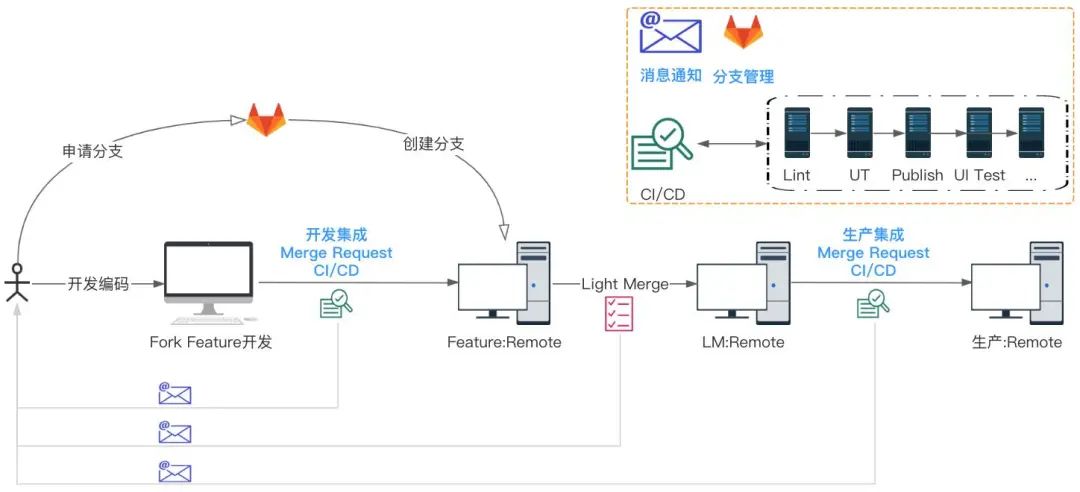 消息通知
分支管理
CI/CD
Lint
UT
Publish
UI Test
...
申请分支
创建分支
开发编码
Fork Feature开发
开发集成
Merge Request
CI/CD
Feature:Remote
Light Merge
LM:Remote
生产集成
Merge Request
CI/CD
生产:Remote